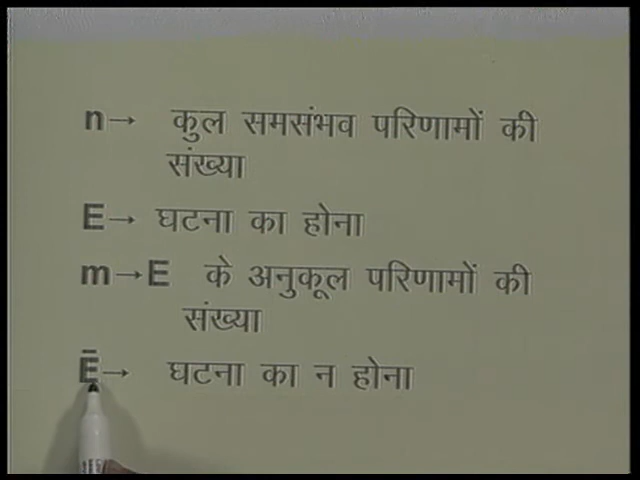 n→ कुल समसंभव परिणामों की
संख्या
E→ घटना का होना
m→E के अनुकूल परिणामों की
संख्या
Ē→ घटना का न होना